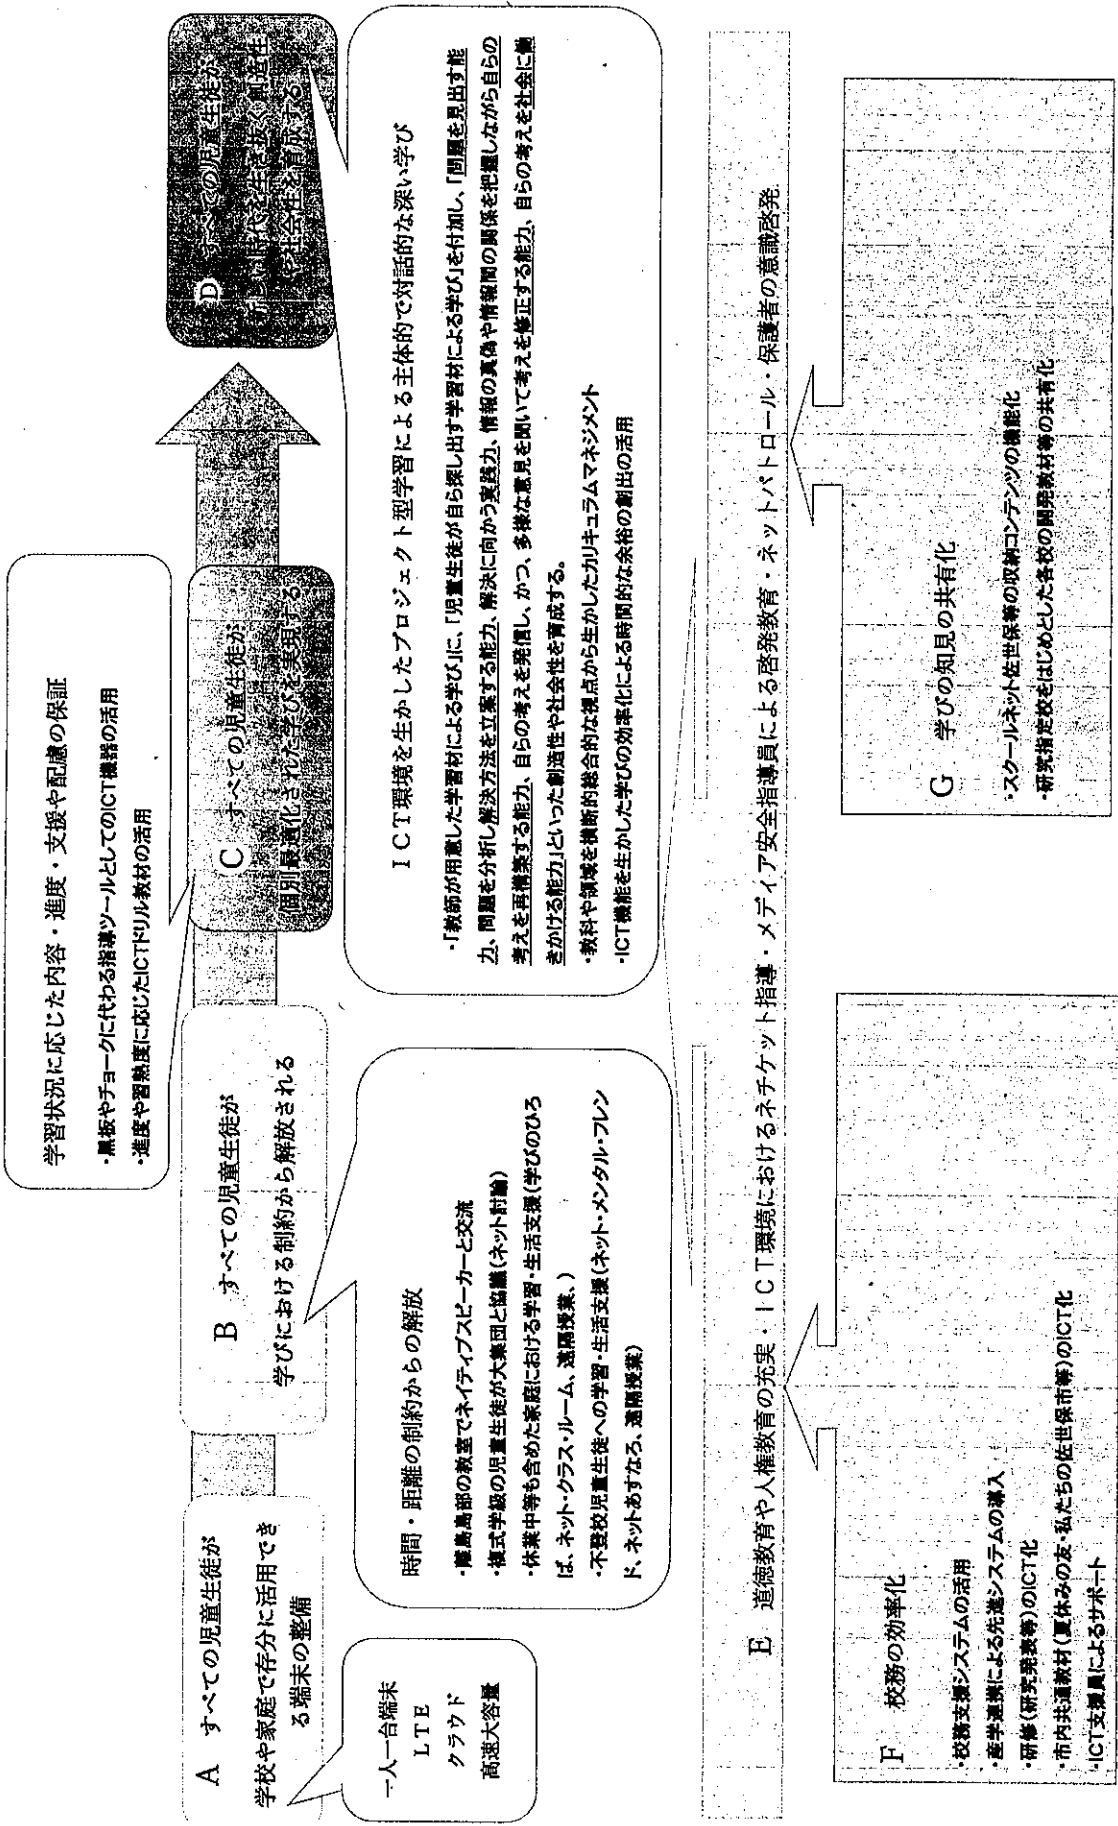 A すべての児童生徒が
学校や家庭で存分に活用でき
る端末の整備
一人一台端末
LTE
クラウド
高速大容量
B すべての児童生徒が
学びにおける制約から解放される
時間・距離の制約からの解放
・離島島部の教室でネイティブスピーカーと交流
・複式学級の児童生徒が大集団と協議(ネット討論)
・休業中等も含めた家庭における学習・生活支援(学びのひろ
ば、ネット・クラス・ルーム、遠隔授業、)
・不登校児童生徒への学習・生活支援(ネット・メンタル・フレン
ド、ネットあすなろ、遠隔授業)
学習状況に応じた内容・進度・支援や配慮の保証
・黒板やチョークに代わる指導ツールとしてのICT機器の活用
・進度や習熟度に応じたICTドリル教材の活用
C すべての児童生徒が
個別最適化された学びを実現する
D すべての児童生徒が
新しい時代を生き抜く創造性
や社会性を育成する
ICT環境を生かしたプロジェクト型学習による主体的で対話的な深い学び
・「教師が用意した学習材による学び」に、「児童生徒が自ら探し出す学習材による学び」を付加し、「問題を見出す能
力、問題を分析し解決方法を立案する能力、解決に向かう実践力、情報の真偽や情報間の関係を把握しながら自らの
考えを再構築する能力、自らの考えを発信し、かつ、多様な意見を聞いて考えを修正する能力、自らの考えを社会に働
きかける能力」といった創造性や社会性を育成する。
・教科や領域を横断的総合的な視点から生かしたカリキュラムマネジメント
・ICT機能を生かした学びの効率化による時間的な余裕の創出の活用
E 道徳教育や人権教育の充実・ICT環境におけるネチケット指導・メディア安全指導員による啓発教育・ネットパトロール・保護者の意識啓発
F 校務の効率化
・校務支援システムの活用
・産学連携による先進システムの導入
・研修(研究発表等)のICT化
・市内共通教材(夏休みの友・私たちの佐世保市等)のICT化
・ICT支援員によるサポート
G 学びの知見の共有化
・スクールネット佐世保等の収納コンテンツの機能化
・研究指定校をはじめとした各校の開発教材等の共有化